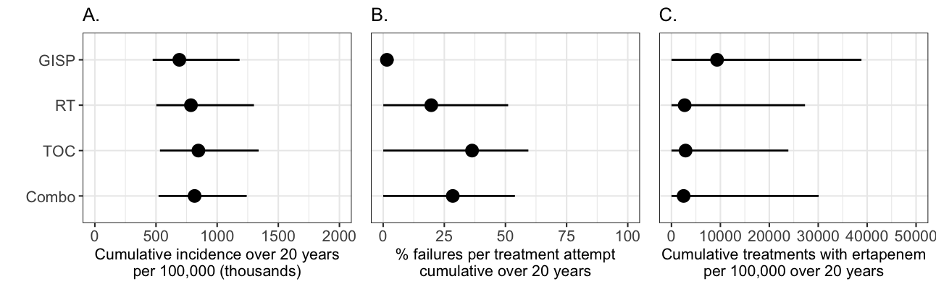 A.
B.
C.
GISP
RT
TOC
Combo
0 500 1000 1500 2000
0 25 50 75 100
0 10000 20000 30000 40000 50000
Cumulative incidence over 20 years
per 100,000 (thousands)
% failures per treatment attempt
cumulative over 20 years
Cumulative treatments with ertapenem
per 100,000 over 20 years